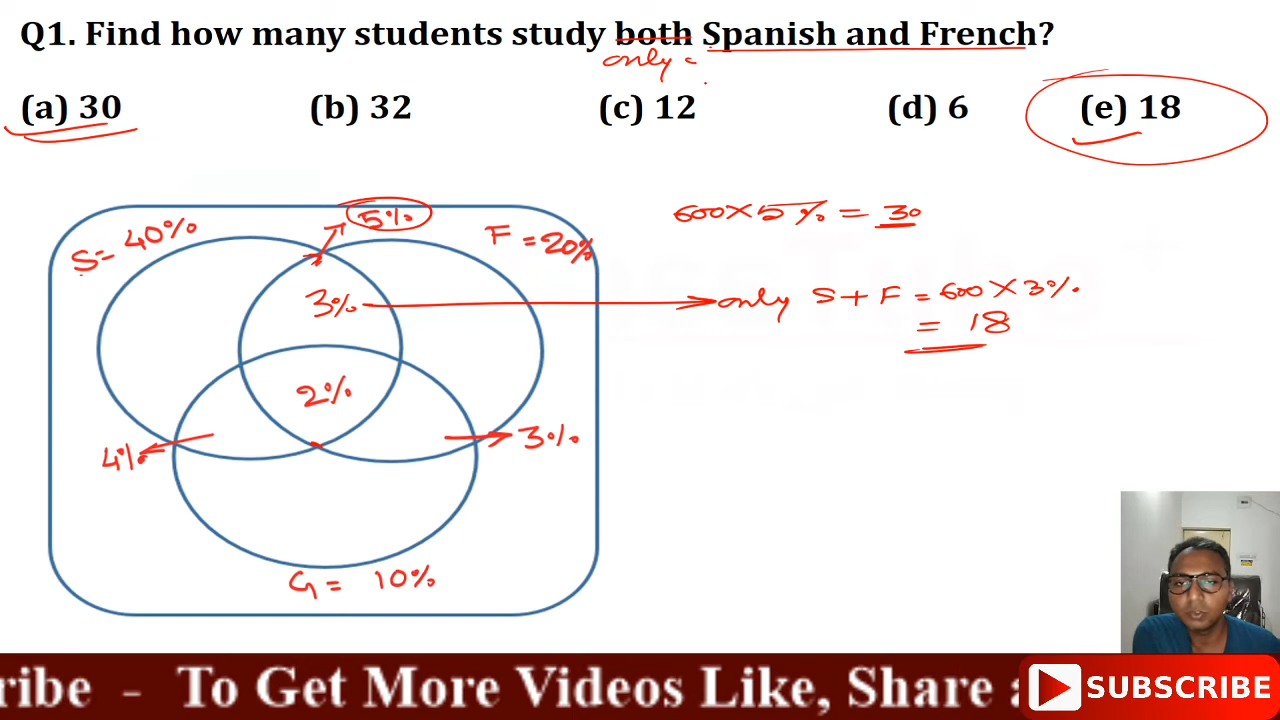 Q1. Find how many students study both Spanish and French?
only
(a) 30 (b) 32 (c) 12 (d) 6 (e) 18
5%
S = 40%
F = 20%
600×5% = 30
3%
only S + F = 600 × 3%
= 18
2%
4%
3%
G = 10%
ribe - To Get More Videos Like, Share a
SUBSCRIBE